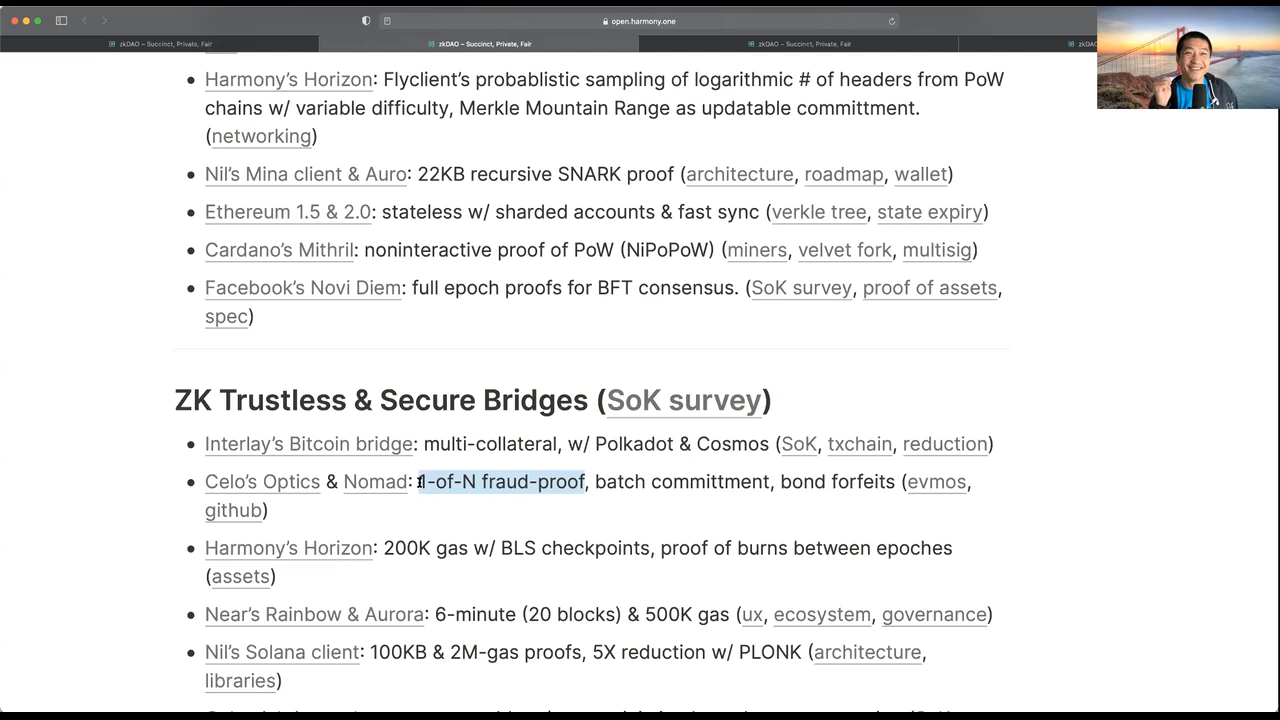 open.harmony.one
zkDAO – Succinct, Private, Fair
zkDAO – Succinct, Private, Fair
zkDAO – Succinct, Private, Fair
zkDAO
Harmony’s Horizon: Flyclient’s probablistic sampling of logarithmic # of headers from PoW
chains w/ variable difficulty, Merkle Mountain Range as updatable committment.
(networking)
Nil’s Mina client & Auro: 22KB recursive SNARK proof (architecture, roadmap, wallet)
Ethereum 1.5 & 2.0: stateless w/ sharded accounts & fast sync (verkle tree, state expiry)
Cardano’s Mithril: noninteractive proof of PoW (NiPoPoW) (miners, velvet fork, multisig)
Facebook’s Novi Diem: full epoch proofs for BFT consensus. (SoK survey, proof of assets,
spec)
ZK Trustless & Secure Bridges (SoK survey)
Interlay’s Bitcoin bridge: multi-collateral, w/ Polkadot & Cosmos (SoK, txchain, reduction)
Celo’s Optics & Nomad: 1-of-N fraud-proof, batch committment, bond forfeits (evmos,
github)
Harmony’s Horizon: 200K gas w/ BLS checkpoints, proof of burns between epoches
(assets)
Near’s Rainbow & Aurora: 6-minute (20 blocks) & 500K gas (ux, ecosystem, governance)
Nil’s Solana client: 100KB & 2M-gas proofs, 5X reduction w/ PLONK (architecture,
libraries)